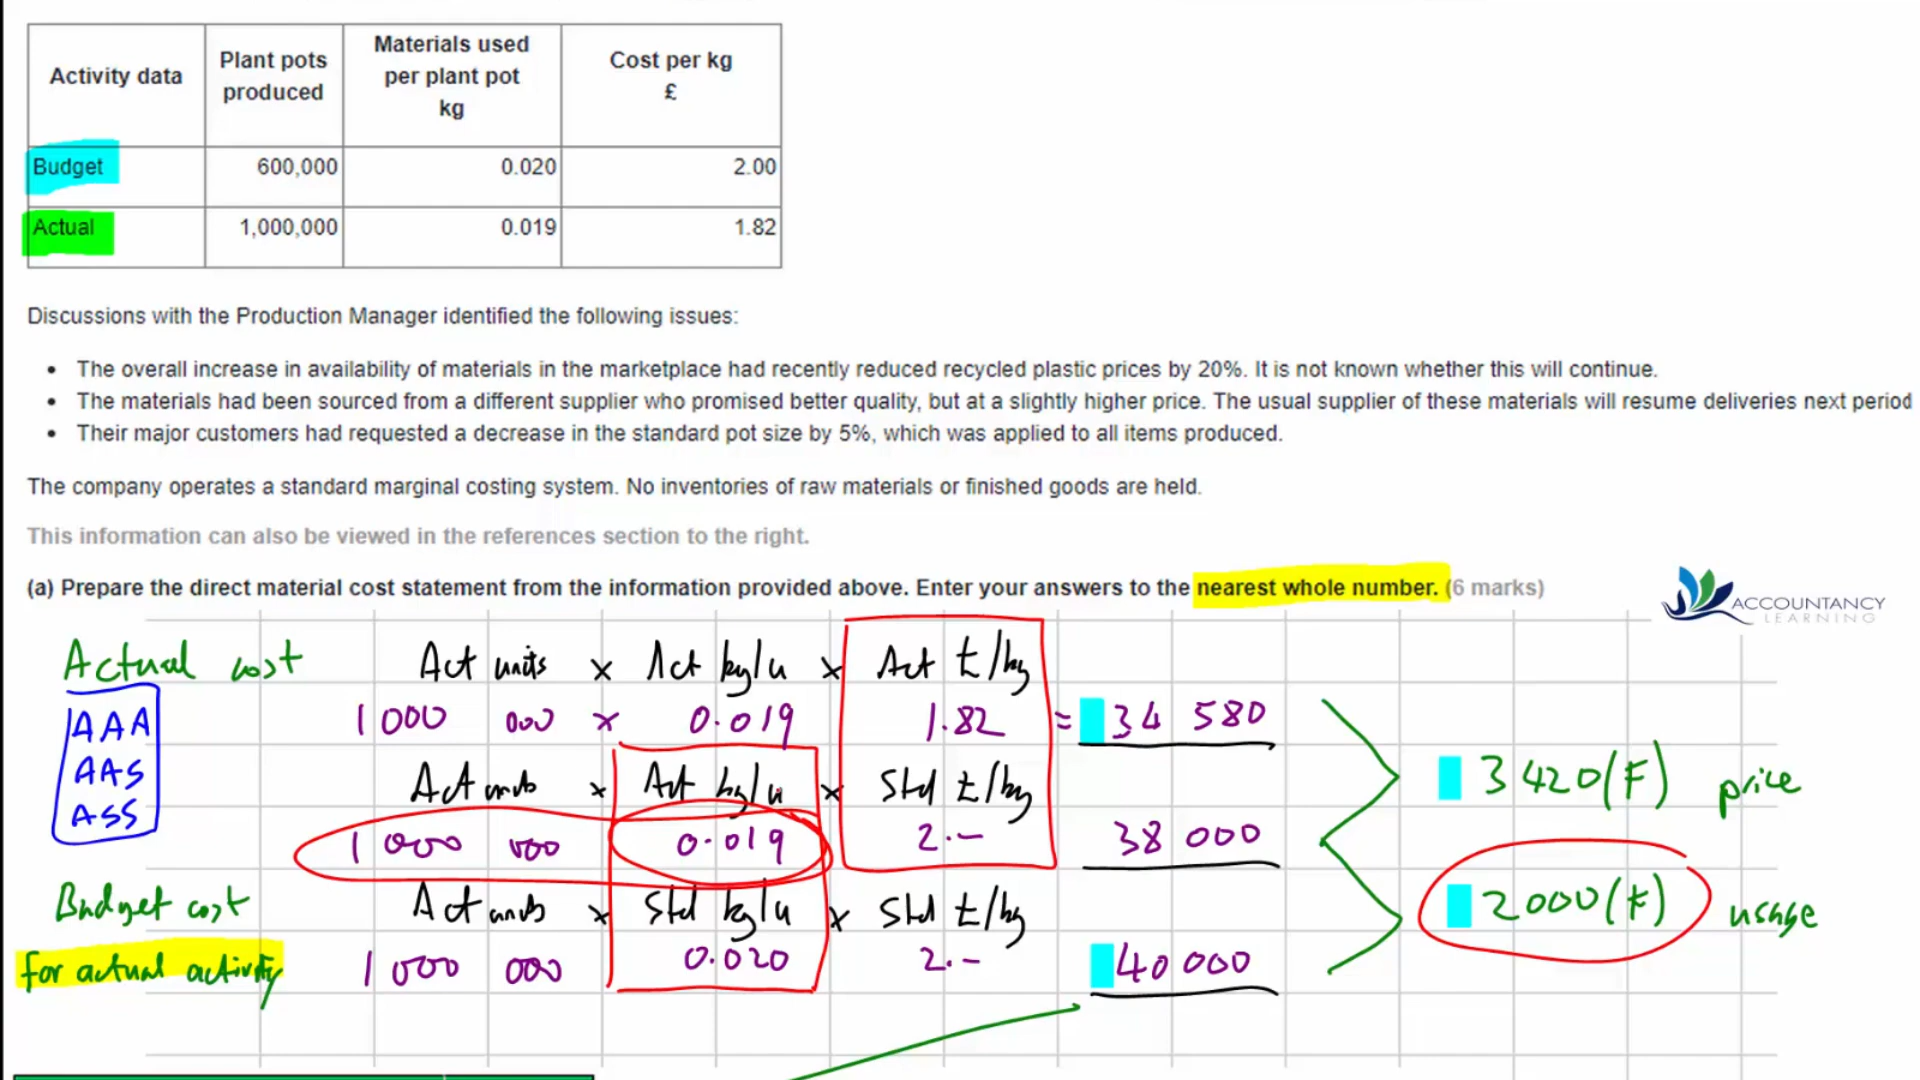 Activity data Plant pots produced Materials used per plant pot kg Cost per kg £
Budget 600,000 0.020 2.00
Actual 1,000,000 0.019 1.82
Discussions with the Production Manager identified the following issues:
• The overall increase in availability of materials in the marketplace had recently reduced recycled plastic prices by 20%. It is not known whether this will continue.
• The materials had been sourced from a different supplier who promised better quality, but at a slightly higher price. The usual supplier of these materials will resume deliveries next period
• Their major customers had requested a decrease in the standard pot size by 5%, which was applied to all items produced.
The company operates a standard marginal costing system. No inventories of raw materials or finished goods are held.
This information can also be viewed in the references section to the right.
(a) Prepare the direct material cost statement from the information provided above. Enter your answers to the nearest whole number. (6 marks)
ACCOUNTANCY
LEARNING
Actual cost Act units × Act kg/u × Act £/kg
AAA 1 000 000 × 0.019 1.82 = 34 580
AAS Act units × Act kg/u × Std £/kg 3 420 (F) price
ASS 1 000 000 0.019 2.- 38 000
Budget cost Act units × Std kg/u × Std £/kg 2000 (F) usage
for actual activity 1 000 000 0.020 2.- 40 000